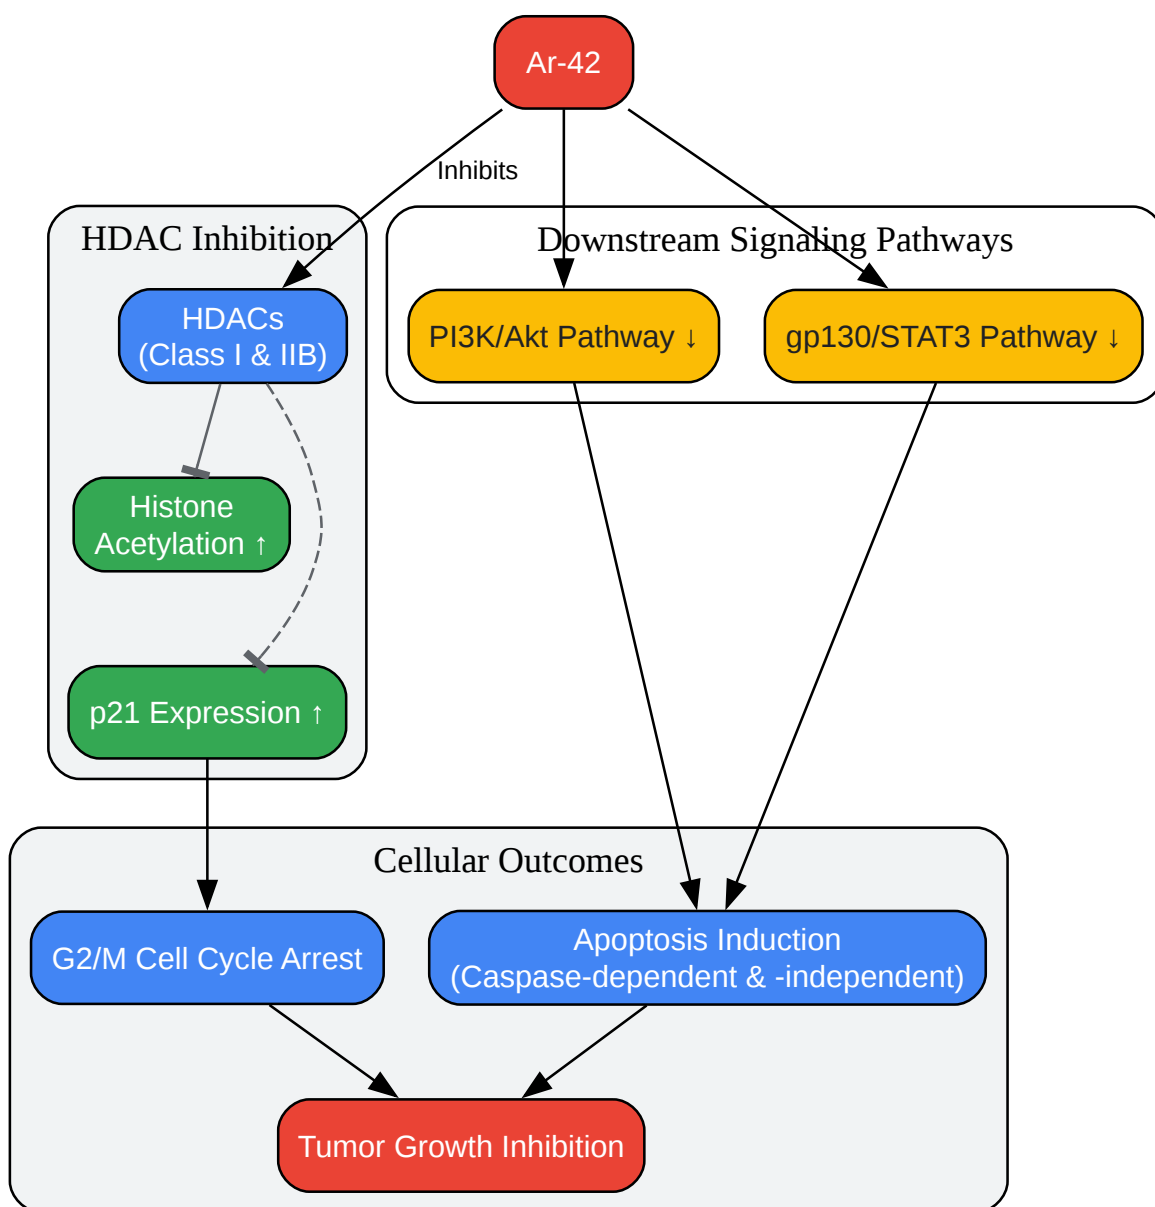 Ar-42
Inhibits
HDAC Inhibition
Downstream Signaling Pathways
HDACs
(Class I & IIB)
PI3K/Akt Pathway ↓
gp130/STAT3 Pathway ↓
Histone
Acetylation ↑
p21 Expression ↑
Cellular Outcomes
G2/M Cell Cycle Arrest
Apoptosis Induction
(Caspase-dependent & -independent)
Tumor Growth Inhibition